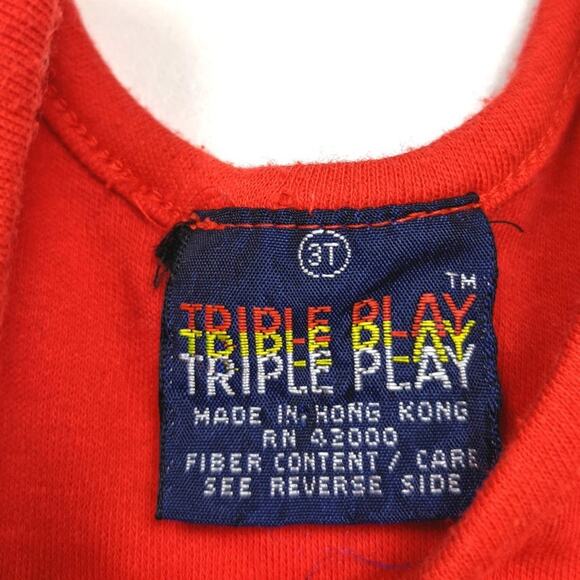 3T
TM
TRIPLE PLAY
TRIPLE PLAY
TRIPLE PLAY
MADE IN HONG KONG
RN 42000
FIBER CONTENT / CARE
SEE REVERSE SIDE